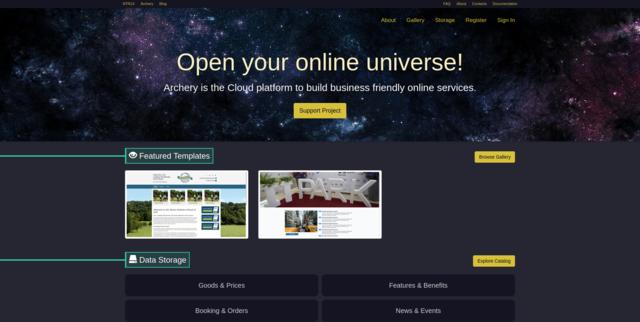 RTR24 Archery Blog FAQ About Contacts Documentation
About Gallery Storage Register Sign In
Open your online universe!
Archery is the Cloud platform to build business friendly online services.
Support Project
Featured Templates
Browse Gallery
PARK
Data Storage
Explore Catalog
Goods & Prices
Features & Benefits
Booking & Orders
News & Events